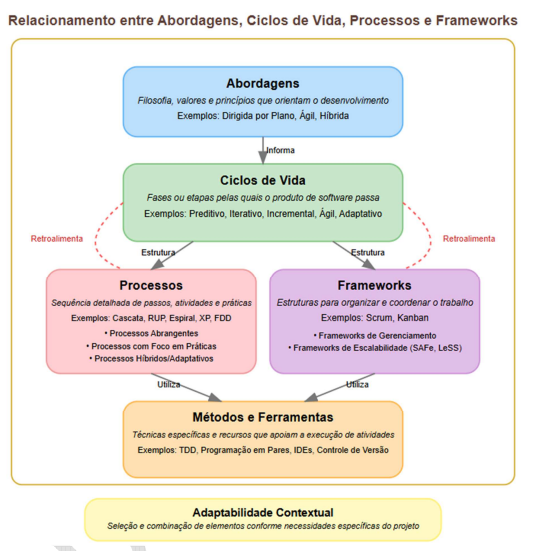 Relacionamento entre Abordagens, Ciclos de Vida, Processos e Frameworks
Abordagens
Filosofia, valores e princípios que orientam o desenvolvimento
Exemplos: Dirigida por Plano, Ágil, Híbrida
Informa
Ciclos de Vida
Fases ou etapas pelas quais o produto de software passa
Exemplos: Preditivo, Iterativo, Incremental, Ágil, Adaptativo
Retroalimenta
Retroalimenta
Estrutura
Estrutura
Processos
Sequência detalhada de passos, atividades e práticas
Exemplos: Cascata, RUP, Espiral, XP, FDD
• Processos Abrangentes
• Processos com Foco em Práticas
• Processos Híbridos/Adaptativos
Frameworks
Estruturas para organizar e coordenar o trabalho
Exemplos: Scrum, Kanban
• Frameworks de Gerenciamento
• Frameworks de Escalabilidade (SAFe, LeSS)
Utiliza
Utiliza
Métodos e Ferramentas
Técnicas específicas e recursos que apoiam a execução de atividades
Exemplos: TDD, Programação em Pares, IDEs, Controle de Versão
Adaptabilidade Contextual
Seleção e combinação de elementos conforme necessidades específicas do projeto